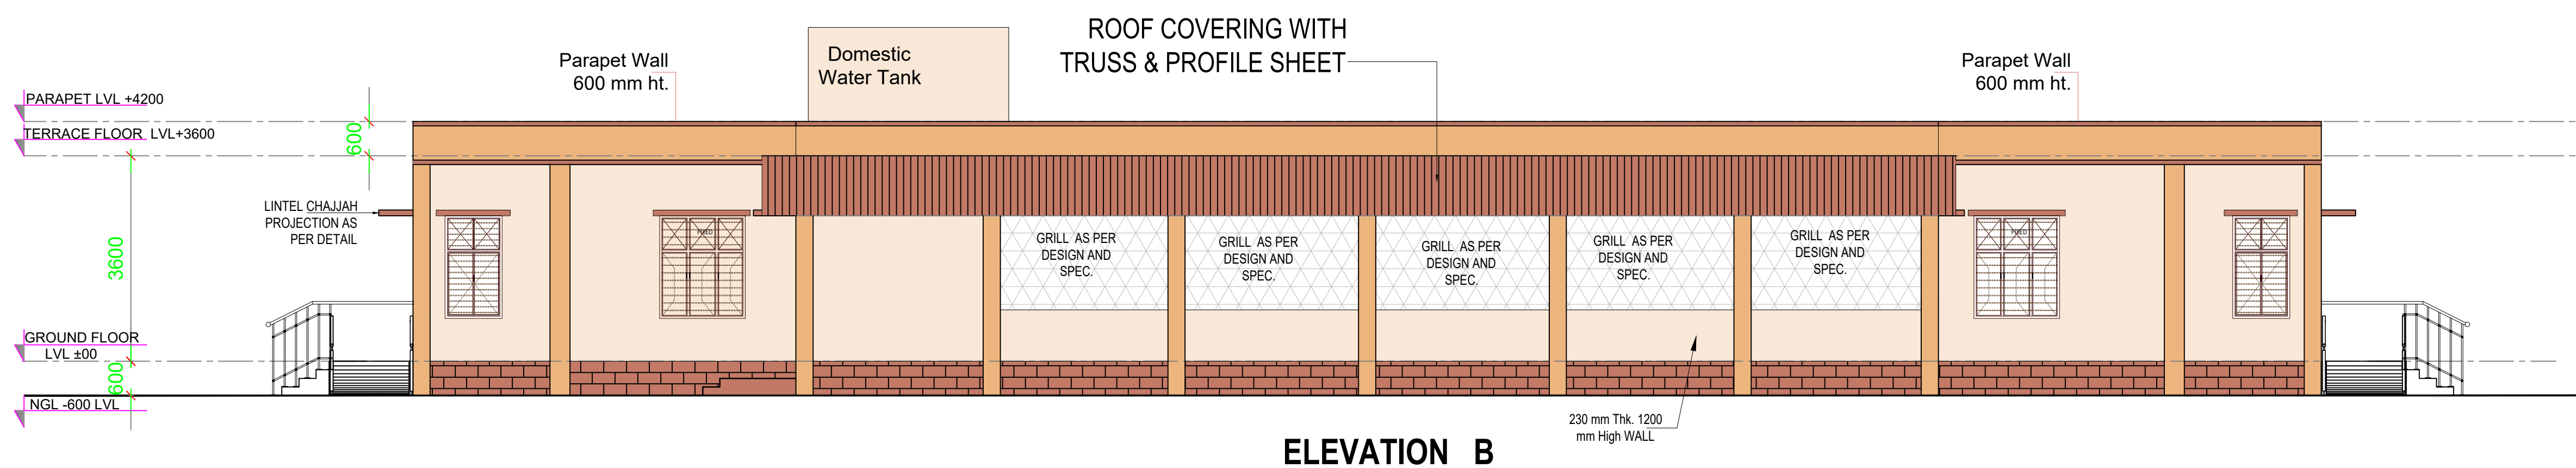 ROOF COVERING WITH
TRUSS & PROFILE SHEET
Domestic
Water Tank
Parapet Wall
600 mm ht.
Parapet Wall
600 mm ht.
PARAPET LVL +4200
TERRACE FLOOR LVL+3600
600
LINTEL CHAJJAH
PROJECTION AS
PER DETAIL
3600
FIXED
FIXED
GRILL AS PER
DESIGN AND
SPEC.
GRILL AS PER
DESIGN AND
SPEC.
GRILL AS PER
DESIGN AND
SPEC.
GRILL AS PER
DESIGN AND
SPEC.
GRILL AS PER
DESIGN AND
SPEC.
GROUND FLOOR
LVL ±00
600
NGL -600 LVL
230 mm Thk. 1200
mm High WALL
ELEVATION B